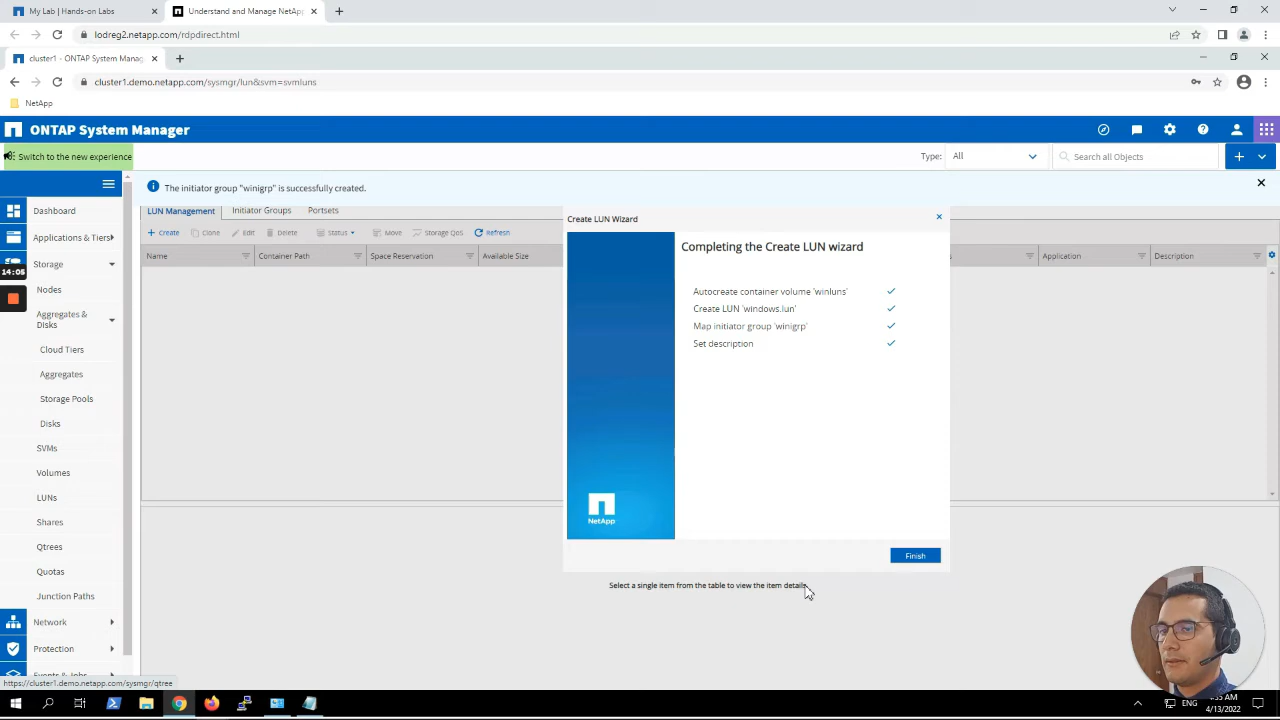 My Lab | Hands-on Labs
Understand and Manage NetApp
lodreg2.netapp.com/rdpdirect.html
cluster1 - ONTAP System Manag
cluster1.demo.netapp.com/sysmgr/lun&svm=svmluns
NetApp
ONTAP System Manager
Switch to the new experience
Type:
All
Search all Objects
The initiator group "winigrp" is successfully created.
Dashboard
Applications & Tiers
Storage
Nodes
Aggregates &
Disks
Cloud Tiers
Aggregates
Storage Pools
Disks
SVMs
Volumes
LUNs
Shares
Qtrees
Quotas
Junction Paths
Network
Protection
Events & Jobs
14:05
LUN Management
Initiator Groups
Portsets
Create
Clone
Edit
Delete
Status
Move
Storage QoS
Refresh
Name
Container Path
Space Reservation
Available Size
Application
Description
Create LUN Wizard
Completing the Create LUN wizard
Autocreate container volume 'winluns'
Create LUN 'windows.lun'
Map initiator group 'winigrp'
Set description
NetApp
Finish
Select a single item from the table to view the item details.
https://cluster1.demo.netapp.com/sysmgr/qtree
ENG
4/13/2022